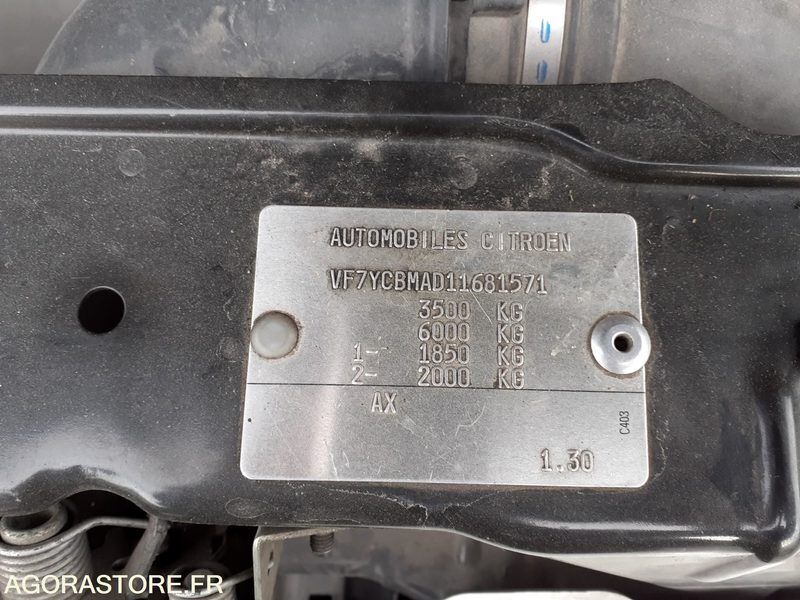 AUTOMOBILES CITROEN
VF7YCBMAD11681571
3500 KG
6000 KG
1- 1850 KG
2- 2000 KG
AX
C403
1.30
AGORASTORE.FR